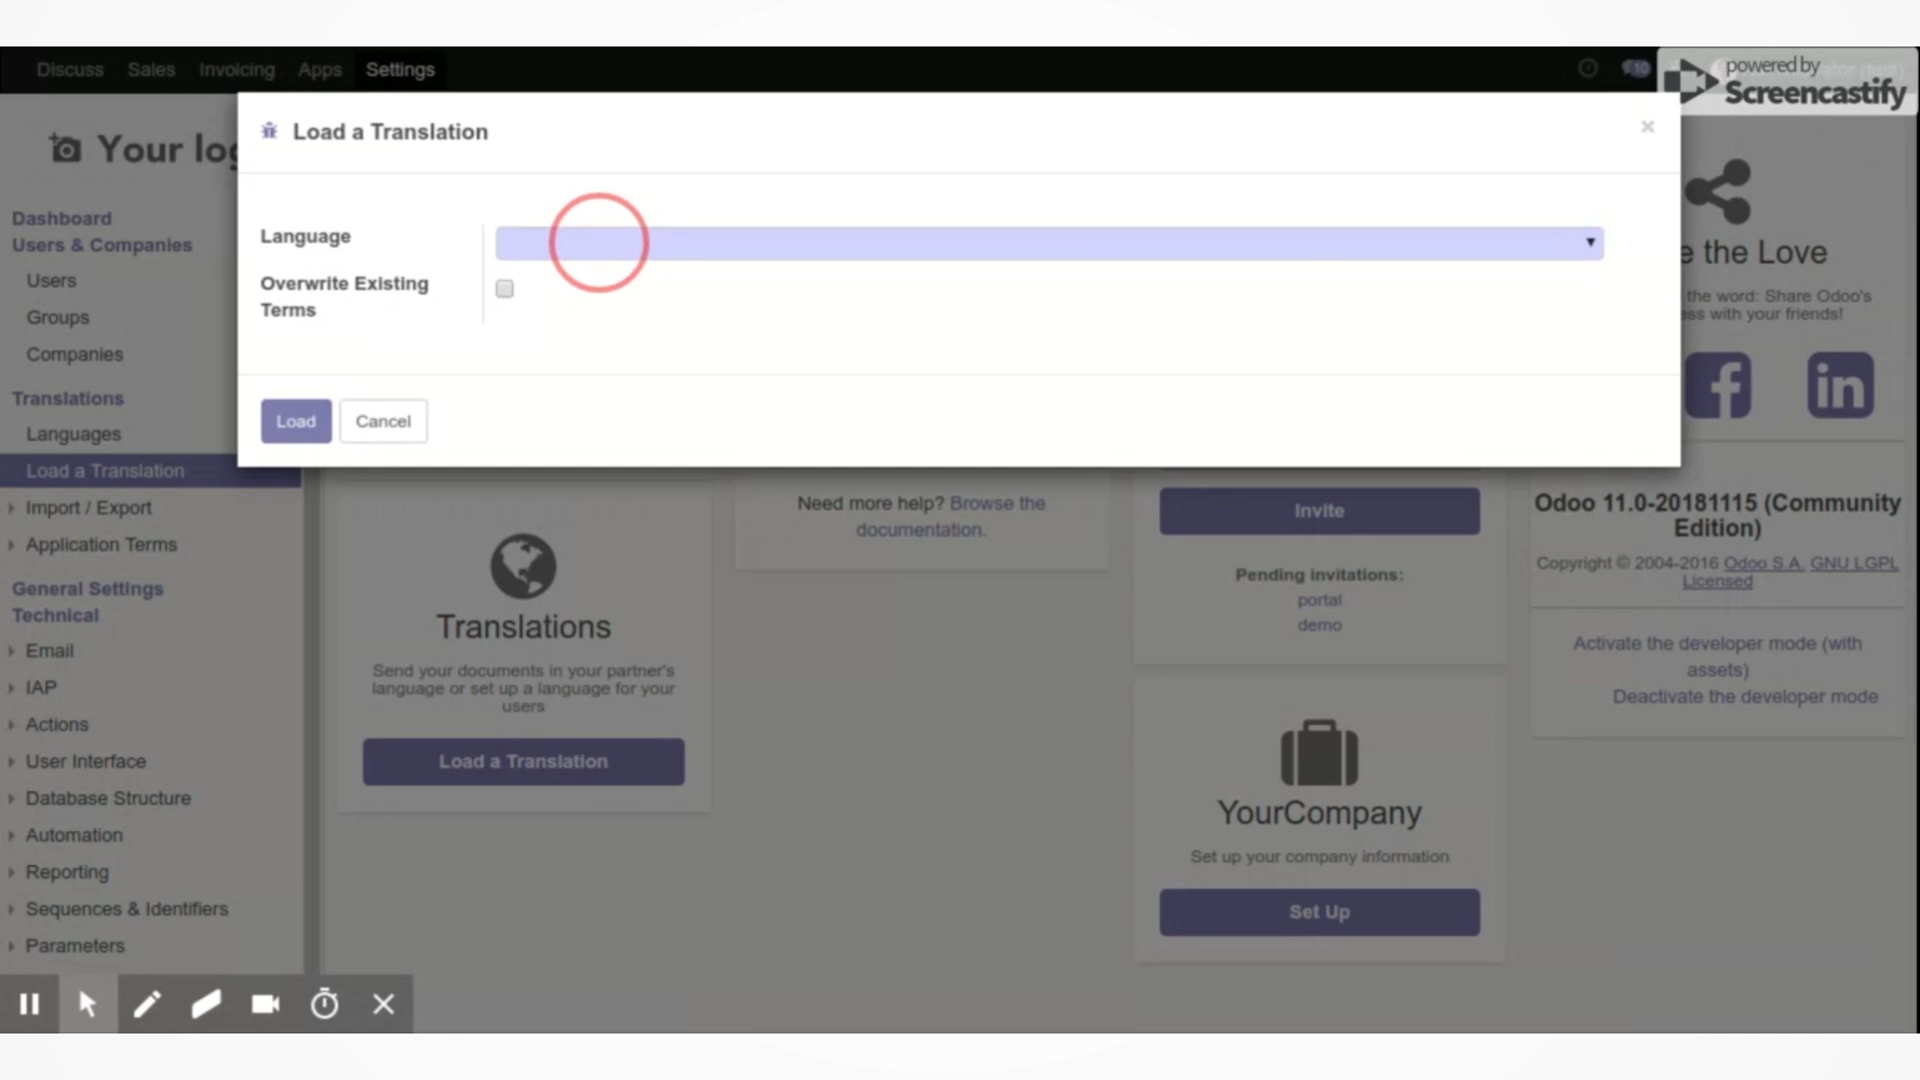 Discuss Sales Invoicing Apps Settings
10
powered by
Screencastify
Your log
Load a Translation
×
Language
Overwrite Existing
Terms
Load Cancel
Dashboard
Users & Companies
Users
Groups
Companies
Translations
Languages
Load a Translation
Import / Export
Application Terms
General Settings
Technical
Email
IAP
Actions
User Interface
Database Structure
Automation
Reporting
Sequences & Identifiers
Parameters
Translations
Send your documents in your partner's
language or set up a language for your
users
Load a Translation
Need more help? Browse the
documentation.
Invite
Pending invitations:
portal
demo
YourCompany
Set up your company information
Set Up
e the Love
the word: Share Odoo's
ss with your friends!
f in
Odoo 11.0-20181115 (Community
Edition)
Copyright © 2004-2016 Odoo S.A. GNU LGPL
Licensed
Activate the developer mode (with
assets)
Deactivate the developer mode